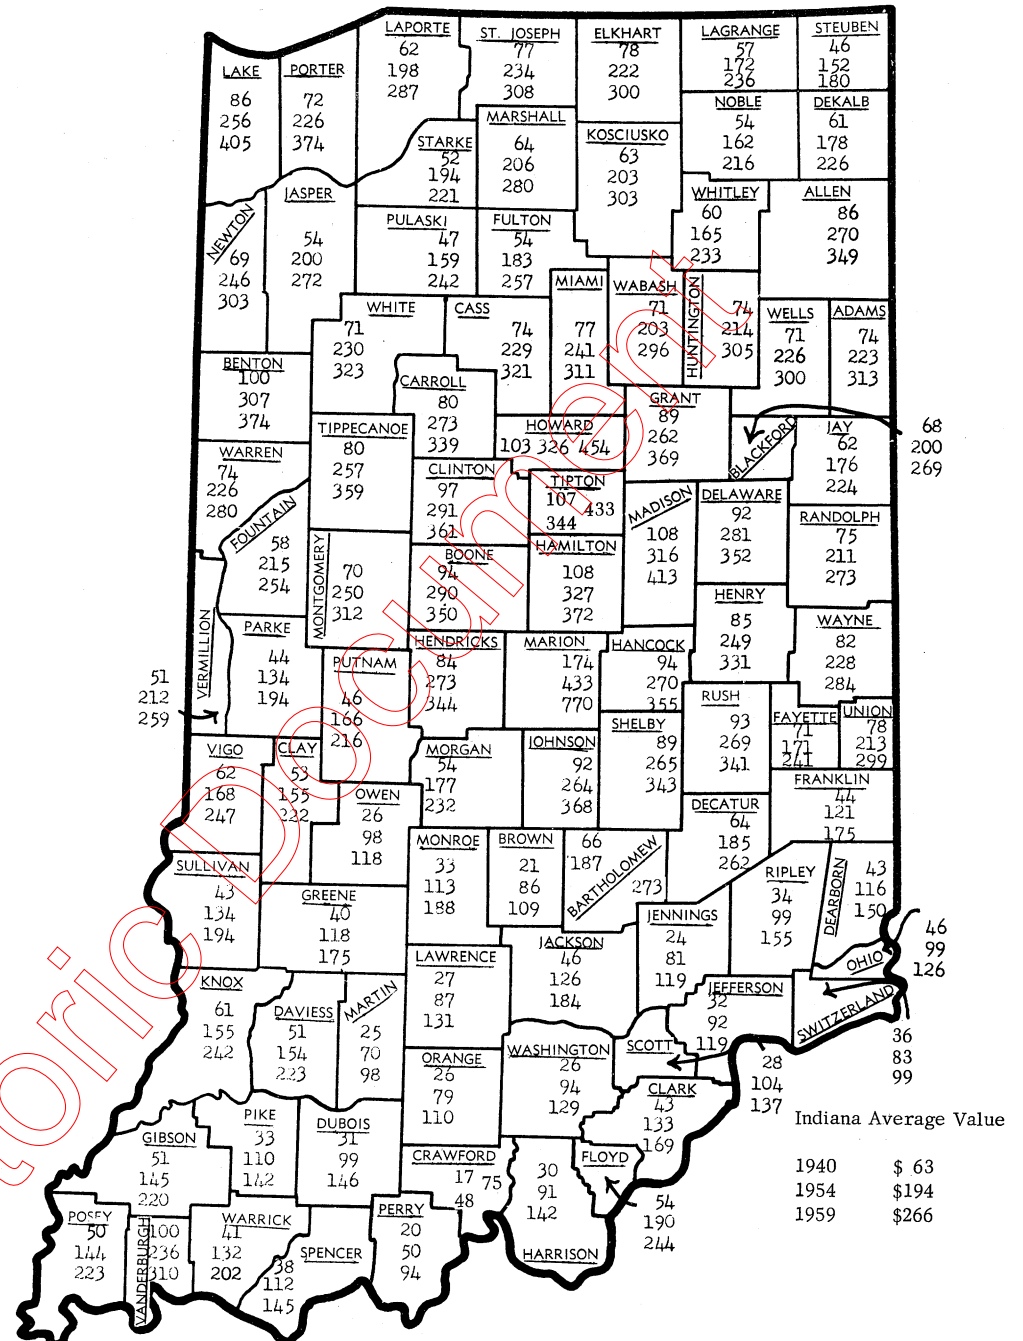 LAPORTE
62
198
287
ST. JOSEPH
77
234
308
ELKHART
78
222
300
LAGRANGE
57
172
236
STEUBEN
46
152
180
LAKE
86
256
405
PORTER
72
226
374
STARKE
52
194
221
MARSHALL
64
206
280
KOSCIUSKO
63
203
303
NOBLE
54
162
216
DEKALB
61
178
226
NEWTON
69
246
303
JASPER
54
200
272
PULASKI
47
159
242
FULTON
54
183
257
WHITLEY
60
165
233
ALLEN
86
270
349
WHITE
71
230
323
CASS
74
229
321
MIAMI
77
241
311
WABASH
71
203
296
HUNTINGTON
74
214
305
WELLS
71
226
300
ADAMS
74
223
313
BENTON
100
307
374
CARROLL
80
273
339
TIPPECANOE
80
257
359
HOWARD
103 326 454
GRANT
89
262
369
BLACKFORD
68
200
269
JAY
62
176
224
WARREN
74
226
280
FOUNTAIN
58
215
254
CLINTON
97
291
361
TIPTON
107 433
344
MADISON
108
316
413
DELAWARE
92
281
352
RANDOLPH
75
211
273
MONTGOMERY
70
250
312
BOONE
94
290
350
HAMILTON
108
327
372
HENRY
85
249
331
WAYNE
82
228
284
VERMILLION
51
212
259
PARKE
44
134
194
PUTNAM
46
166
216
HENDRICKS
84
273
344
MARION
174
433
770
HANCOCK
94
270
355
RUSH
93
269
341
FAYETTE
71
171
241
UNION
78
213
299
VIGO
62
168
247
CLAY
53
155
222
OWEN
26
98
118
MORGAN
54
177
232
JOHNSON
92
264
368
SHELBY
89
265
343
DECATUR
64
185
262
FRANKLIN
44
121
175
SULLIVAN
43
134
194
GREENE
40
118
175
MONROE
33
113
188
BROWN
21
86
109
BARTHOLOMEW
66
187
273
JENNINGS
24
81
119
RIPLEY
34
99
155
DEARBORN
43
116
150
OHIO
46
99
126
KNOX
61
155
242
DAVIESS
51
154
223
MARTIN
25
70
98
LAWRENCE
27
87
131
JACKSON
46
126
184
JEFFERSON
32
92
119
SWITZERLAND
36
83
99
ORANGE
26
79
110
WASHINGTON
26
94
129
SCOTT
28
104
137
CLARK
43
133
169
GIBSON
51
145
220
PIKE
33
110
142
DUBOIS
31
99
146
CRAWFORD
17 75
48
HARRISON
30
91
142
FLOYD
54
190
244
POSEY
50
144
223
VANDERBURGH
100
236
310
WARRICK
41
132
202
SPENCER
38
112
145
PERRY
20
50
94
Indiana Average Value
1940 $ 63
1954 $194
1959 $266
Document